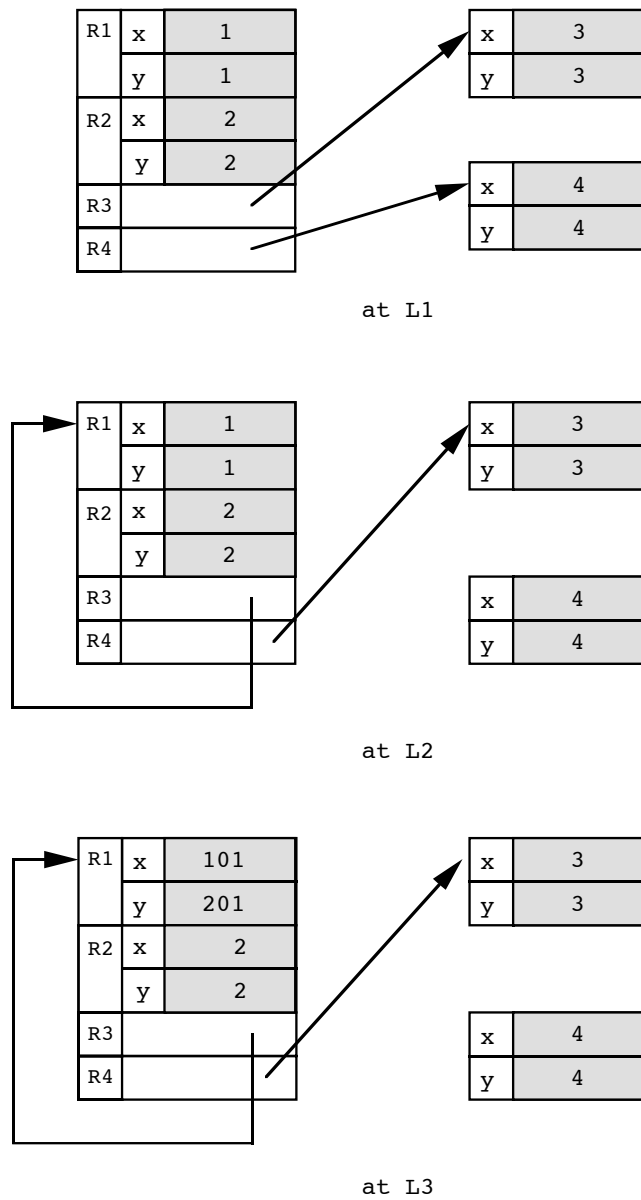 R1 x 1 x 3
y 1 y 3
R2 x 2
y 2 x 4
R3 y 4
R4
at L1
R1 x 1 x 3
y 1 y 3
R2 x 2
y 2
R3 x 4
R4 y 4
at L2
R1 x 101 x 3
y 201 y 3
R2 x 2
y 2
R3 x 4
R4 y 4
at L3